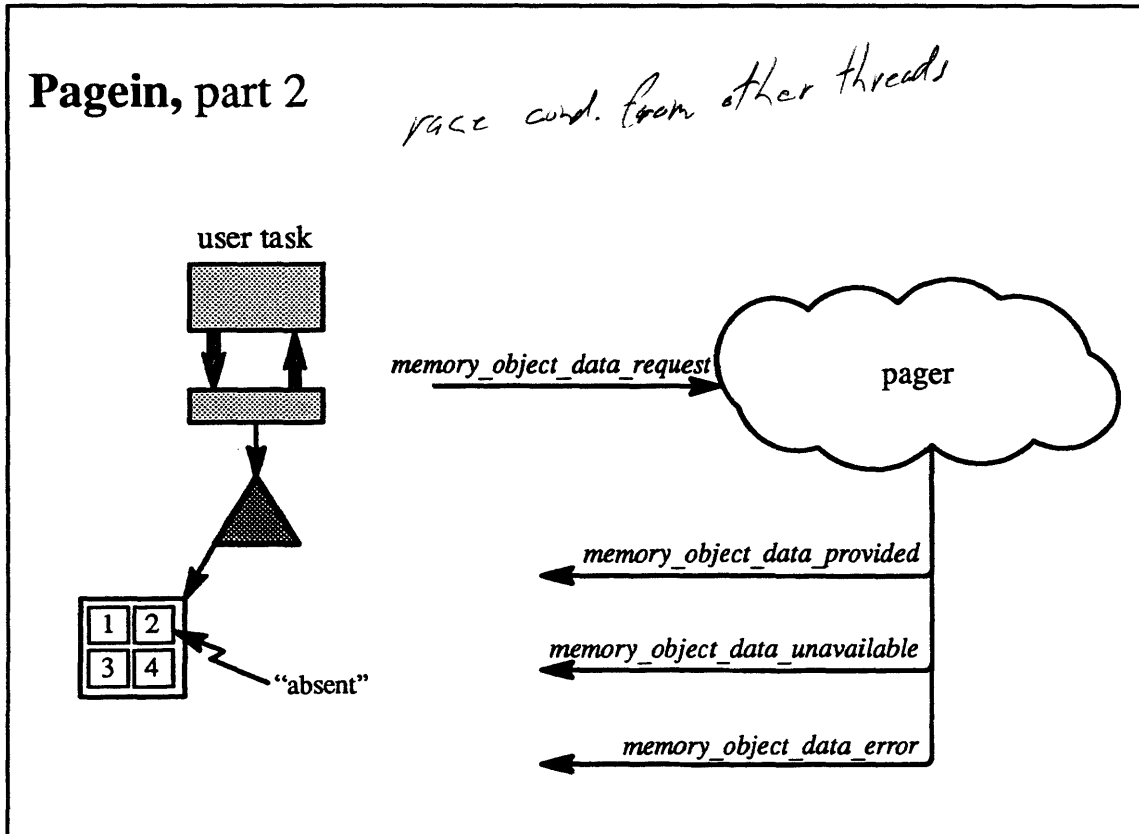 Pagein, part 2
race cond. from other threads
user task
memory_object_data_request
pager
memory_object_data_provided
1 2
memory_object_data_unavailable
3 4
“absent”
memory_object_data_error